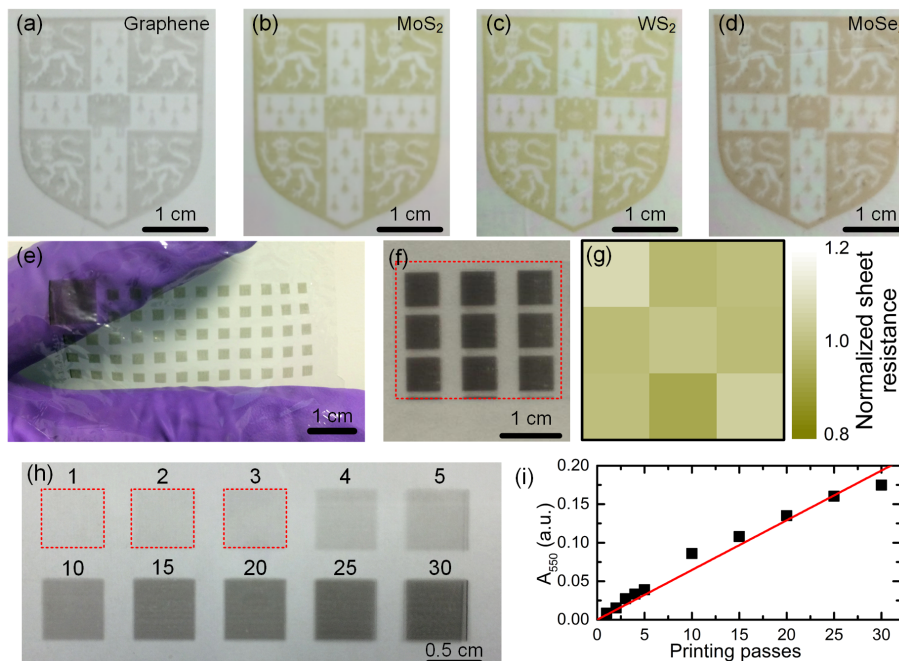 (a) Graphene
(b) MoS2
(c) WS2
(d) MoSe
1 cm
1 cm
1 cm
1 cm
(e)
1 cm
(f)
1 cm
(g)
1.2
1.0
0.8
Normalized sheet
resistance
(h)
1 2 3 4 5
10 15 20 25 30
0.5 cm
(i)
0.20
0.15
0.10
0.05
0.00
A550 (a.u.)
0 5 10 15 20 25 30
Printing passes